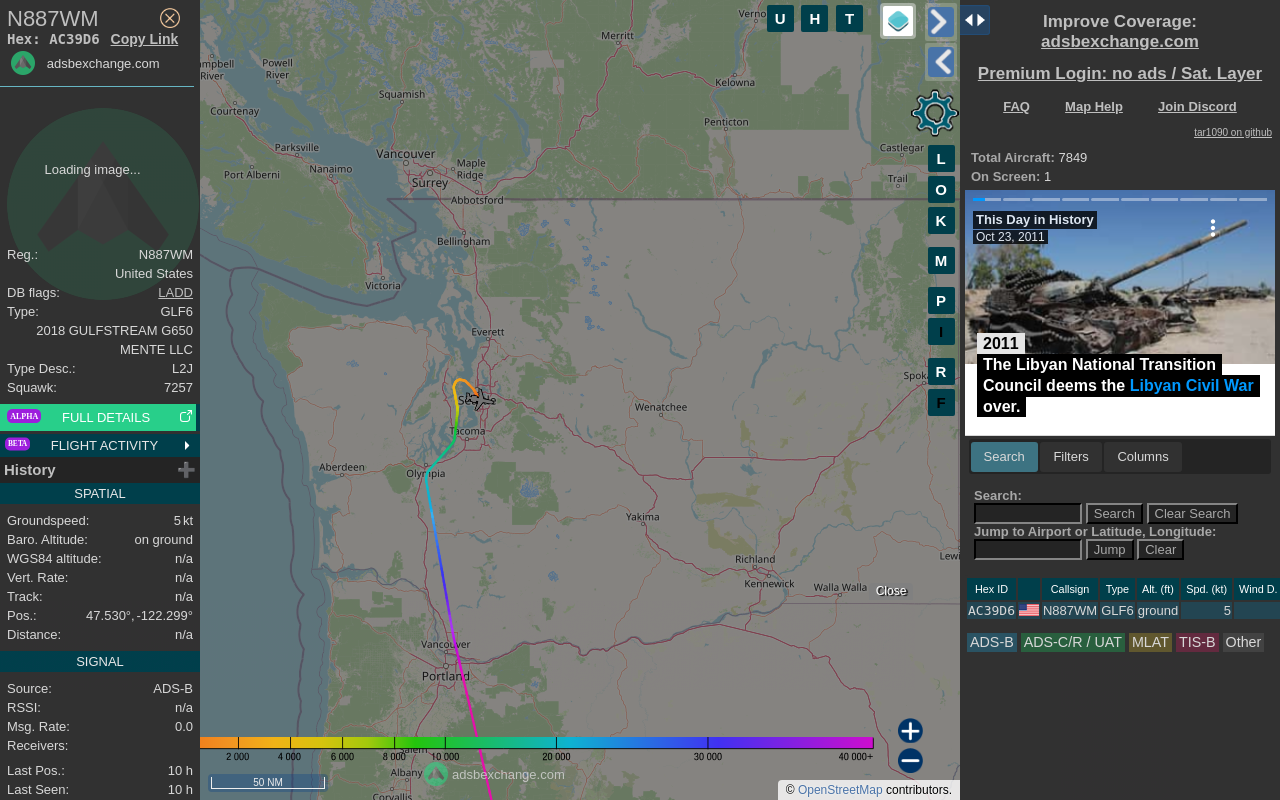 N887WM
Hex: AC39D6 Copy Link
adsbexchange.com
Loading image...
Reg.: N887WM
United States
DB flags: LADD
Type: GLF6
2018 GULFSTREAM G650
MENTE LLC
Type Desc.: L2J
Squawk: 7257
ALPHA FULL DETAILS
BETA FLIGHT ACTIVITY
History
SPATIAL
Groundspeed: 5 kt
Baro. Altitude: on ground
WGS84 altitude: n/a
Vert. Rate: n/a
Track: n/a
Pos.: 47.530°, -122.299°
Distance: n/a
SIGNAL
Source: ADS-B
RSSI: n/a
Msg. Rate: 0.0
Receivers:
Last Pos.: 10 h
Last Seen: 10 h
U H T
L
O
K
M
P
I
R
F
Merritt
Powell
River
River
Squamish
Kelowna
Courtenay
Penticton
Parksville
Vancouver
Castlegar
Nanaimo
Maple
Ridge
Port Alberni
Surrey
Trail
Abbotsford
Bellingham
Victoria
Everett
Wenatchee
Tacoma
Aberdeen
Olympia
Yakima
Richland
Kennewick
Walla Walla
Close
Vancouver
Portland
2 000 4 000 6 000 8 000 10 000 20 000 30 000 40 000+
Albany
adsbexchange.com
50 NM
Corvallis
© OpenStreetMap contributors.
Improve Coverage:
adsbexchange.com
Premium Login: no ads / Sat. Layer
FAQ Map Help Join Discord
tar1090 on github
Total Aircraft: 7849
On Screen: 1
This Day in History
Oct 23, 2011
2011
The Libyan National Transition
Council deems the Libyan Civil War
over.
Search Filters Columns
Search:
Search Clear Search
Jump to Airport or Latitude, Longitude:
Jump Clear
Hex ID Callsign Type Alt. (ft) Spd. (kt) Wind D.
AC39D6 N887WM GLF6 ground 5
ADS-B ADS-C/R / UAT MLAT TIS-B Other